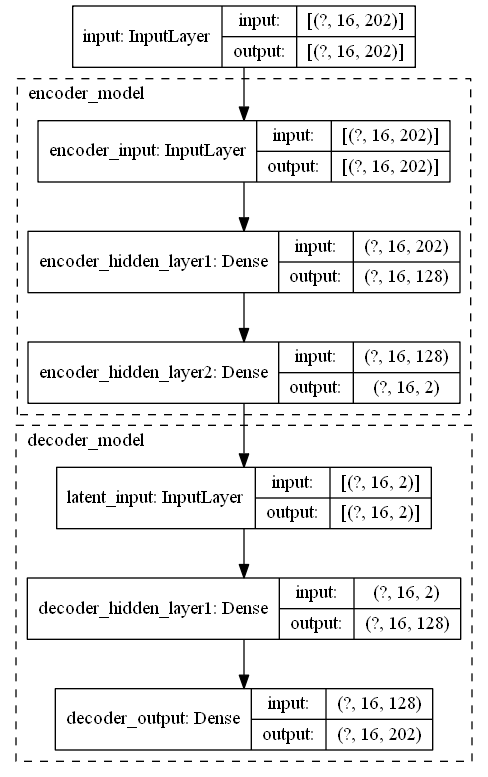 input: InputLayer
input: [(?, 16, 202)]
output: [(?, 16, 202)]
encoder_model
encoder_input: InputLayer
input: [(?, 16, 202)]
output: [(?, 16, 202)]
encoder_hidden_layer1: Dense
input: (?, 16, 202)
output: (?, 16, 128)
encoder_hidden_layer2: Dense
input: (?, 16, 128)
output: (?, 16, 2)
decoder_model
latent_input: InputLayer
input: [(?, 16, 2)]
output: [(?, 16, 2)]
decoder_hidden_layer1: Dense
input: (?, 16, 2)
output: (?, 16, 128)
decoder_output: Dense
input: (?, 16, 128)
output: (?, 16, 202)